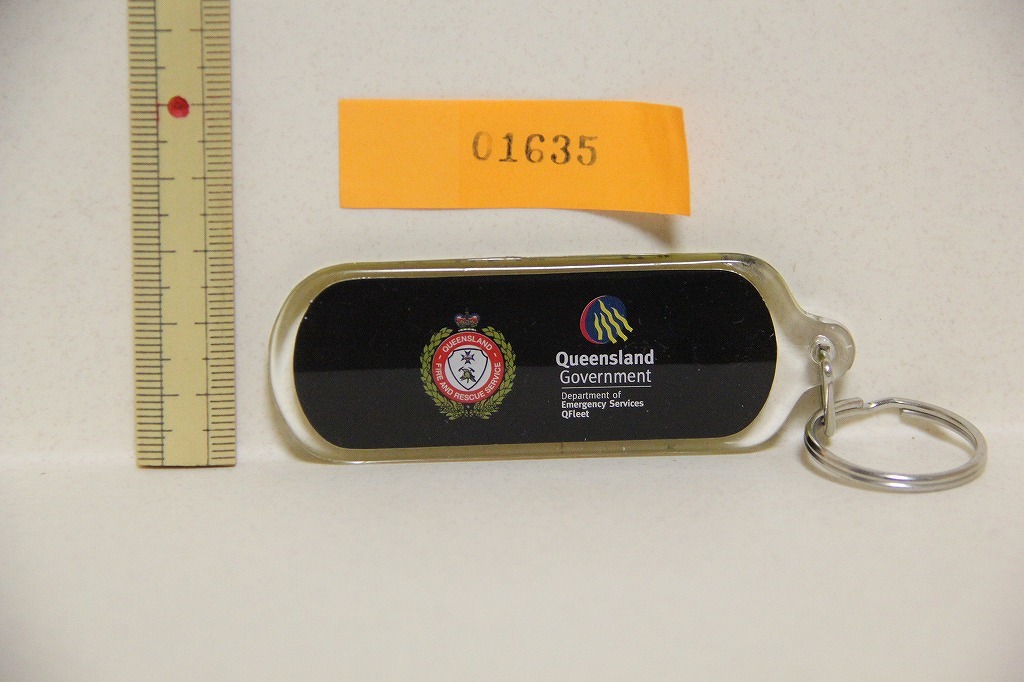 01635
QUEENSLAND
FIRE AND RESCUE SERVICE
Queensland
Government
Department of
Emergency Services
QFleet